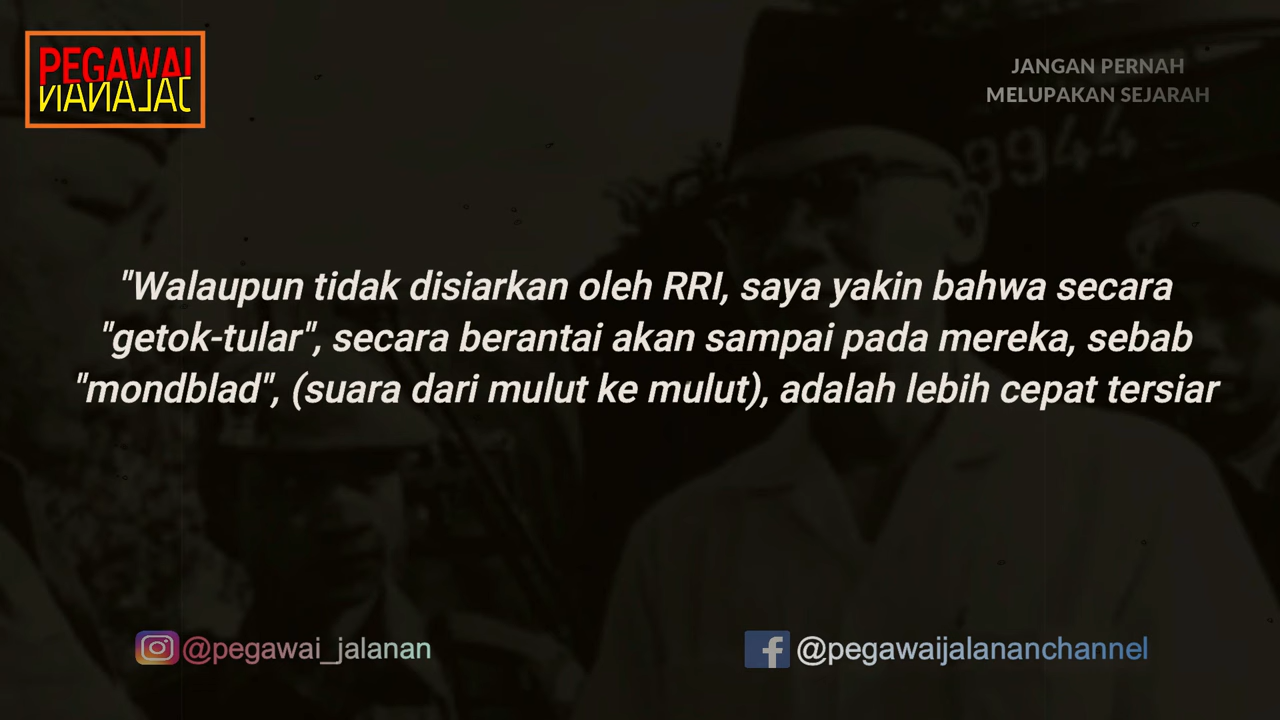 PEGAWAI
JALANAN
JANGAN PERNAH
MELUPAKAN SEJARAH
9944
"Walaupun tidak disiarkan oleh RRI, saya yakin bahwa secara
"getok-tular", secara berantai akan sampai pada mereka, sebab
"mondblad", (suara dari mulut ke mulut), adalah lebih cepat tersiar
@pegawai_jalanan
@pegawaijalananchannel